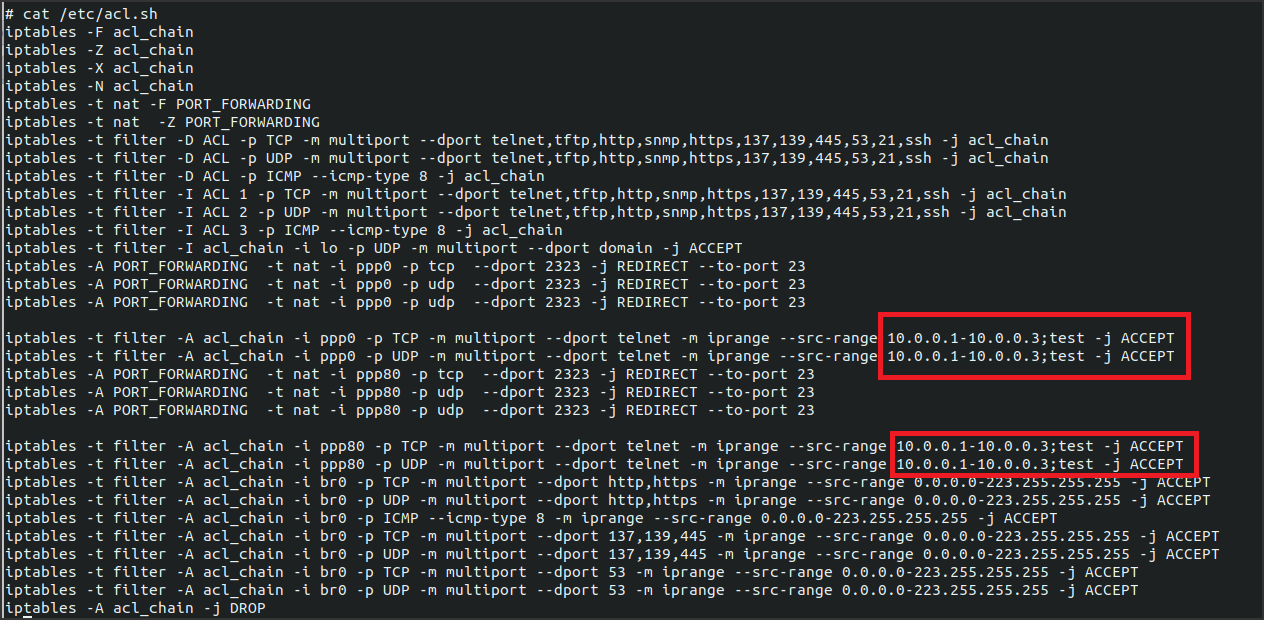 # cat /etc/acl.sh
iptables -F acl_chain
iptables -Z acl_chain
iptables -X acl_chain
iptables -N acl_chain
iptables -t nat -F PORT_FORWARDING
iptables -t nat  -Z PORT_FORWARDING
iptables -t filter -D ACL -p TCP -m multiport --dport telnet,tftp,http,snmp,https,137,139,445,53,21,ssh -j acl_chain
iptables -t filter -D ACL -p UDP -m multiport --dport telnet,tftp,http,snmp,https,137,139,445,53,21,ssh -j acl_chain
iptables -t filter -D ACL -p ICMP --icmp-type 8 -j acl_chain
iptables -t filter -I ACL 1 -p TCP -m multiport --dport telnet,tftp,http,snmp,https,137,139,445,53,21,ssh -j acl_chain
iptables -t filter -I ACL 2 -p UDP -m multiport --dport telnet,tftp,http,snmp,https,137,139,445,53,21,ssh -j acl_chain
iptables -t filter -I ACL 3 -p ICMP --icmp-type 8 -j acl_chain
iptables -t filter -I acl_chain -i lo -p UDP -m multiport --dport domain -j ACCEPT
iptables -A PORT_FORWARDING  -t nat -i ppp0 -p tcp  --dport 2323 -j REDIRECT --to-port 23
iptables -A PORT_FORWARDING  -t nat -i ppp0 -p udp  --dport 2323 -j REDIRECT --to-port 23
iptables -A PORT_FORWARDING  -t nat -i ppp0 -p udp  --dport 2323 -j REDIRECT --to-port 23
iptables -t filter -A acl_chain -i ppp0 -p TCP -m multiport --dport telnet -m iprange --src-range 10.0.0.1-10.0.0.3;test -j ACCEPT
iptables -t filter -A acl_chain -i ppp0 -p UDP -m multiport --dport telnet -m iprange --src-range 10.0.0.1-10.0.0.3;test -j ACCEPT
iptables -A PORT_FORWARDING  -t nat -i ppp80 -p tcp  --dport 2323 -j REDIRECT --to-port 23
iptables -A PORT_FORWARDING  -t nat -i ppp80 -p udp  --dport 2323 -j REDIRECT --to-port 23
iptables -A PORT_FORWARDING  -t nat -i ppp80 -p udp  --dport 2323 -j REDIRECT --to-port 23
iptables -t filter -A acl_chain -i ppp80 -p TCP -m multiport --dport telnet -m iprange --src-range 10.0.0.1-10.0.0.3;test -j ACCEPT
iptables -t filter -A acl_chain -i ppp80 -p UDP -m multiport --dport telnet -m iprange --src-range 10.0.0.1-10.0.0.3;test -j ACCEPT
iptables -t filter -A acl_chain -i br0 -p TCP -m multiport --dport http,https -m iprange --src-range 0.0.0.0-223.255.255.255 -j ACCEPT
iptables -t filter -A acl_chain -i br0 -p UDP -m multiport --dport http,https -m iprange --src-range 0.0.0.0-223.255.255.255 -j ACCEPT
iptables -t filter -A acl_chain -i br0 -p ICMP --icmp-type 8 -m iprange --src-range 0.0.0.0-223.255.255.255 -j ACCEPT
iptables -t filter -A acl_chain -i br0 -p TCP -m multiport --dport 137,139,445 -m iprange --src-range 0.0.0.0-223.255.255.255 -j ACCEPT
iptables -t filter -A acl_chain -i br0 -p UDP -m multiport --dport 137,139,445 -m iprange --src-range 0.0.0.0-223.255.255.255 -j ACCEPT
iptables -t filter -A acl_chain -i br0 -p TCP -m multiport --dport 53 -m iprange --src-range 0.0.0.0-223.255.255.255 -j ACCEPT
iptables -t filter -A acl_chain -i br0 -p UDP -m multiport --dport 53 -m iprange --src-range 0.0.0.0-223.255.255.255 -j ACCEPT
iptables -A acl_chain -j DROP